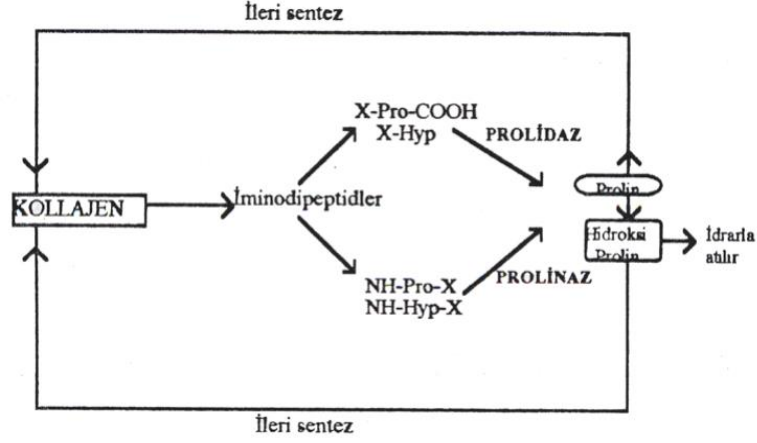 İleri sentez
X-Pro-COOH
X-Hyp
PROLİDAZ
Prolin
KOLLAJEN
İminodipeptidler
Hidroksi
Prolin
İdrarla
atılır
PROLİNAZ
NH-Pro-X
NH-Hyp-X
İleri sentez